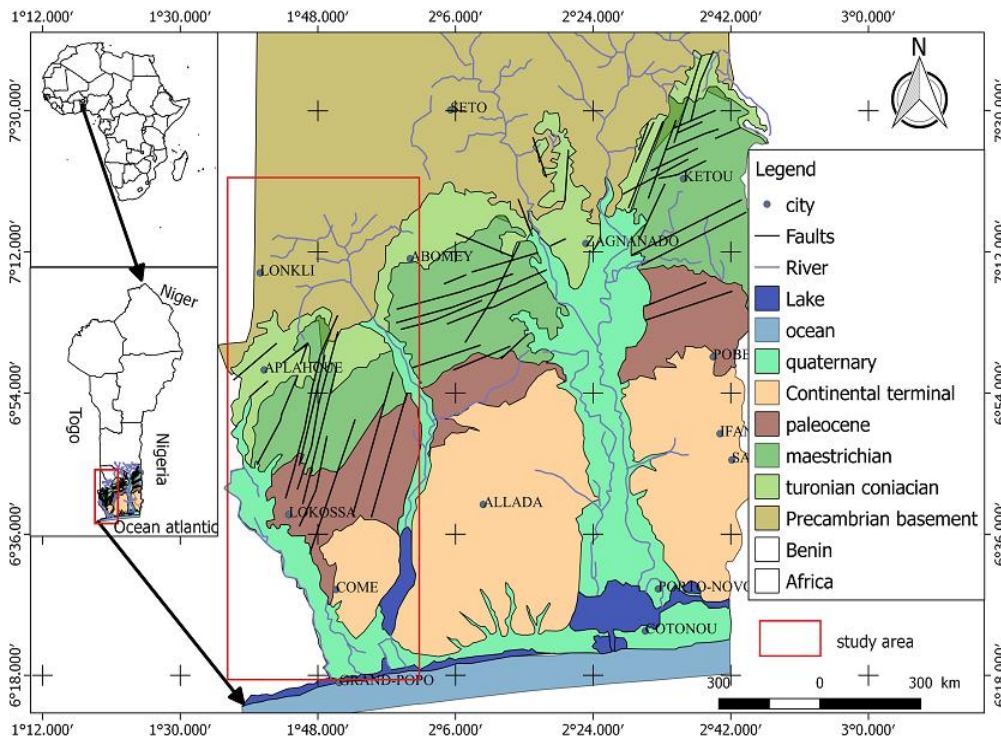 1°12.000′ 1°30.000′ 1°48.000′ 2°6.000′ 2°24.000′ 2°42.000′ 3°0.000′
N
7°30.000′
7°30.000′
SETO
KETOU
Legend
city
Faults
River
Lake
ocean
quaternary
Continental terminal
paleocene
maestrichian
turonian coniacian
Precambrian basement
Benin
Africa
study area
7°12.000′
7°12.000′
ZAGNANADO
ABOMEY
LONKLI
Niger
Togo
Nigeria
Ocean atlantic
APLAHOUE
POBE
6°54.000′
6°54.000′
IFAN
SA
ALLADA
LOKOSSA
6°36.000′
6°36.000′
COME
PORTO-NOVO
COTONOU
GRAND-POPO
6°18.000′
6°18.000′
300 0 300 km
1°12.000′ 1°30.000′ 1°48.000′ 2°6.000′ 2°24.000′ 2°42.000′ 3°0.000′